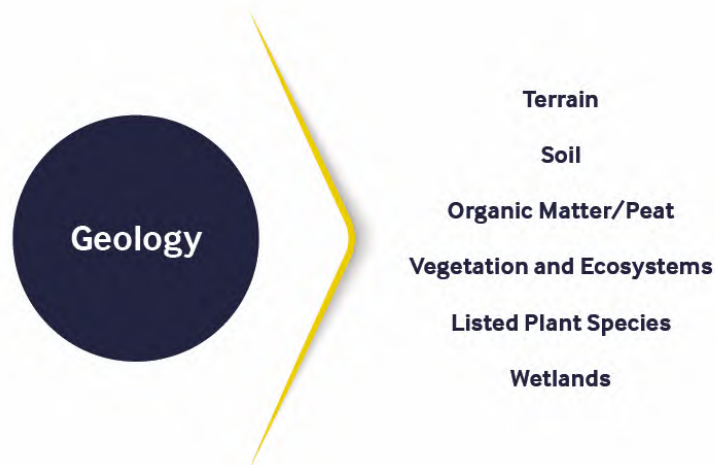 Geology
Terrain
Soil
Organic Matter/Peat
Vegetation and Ecosystems
Listed Plant Species
Wetlands